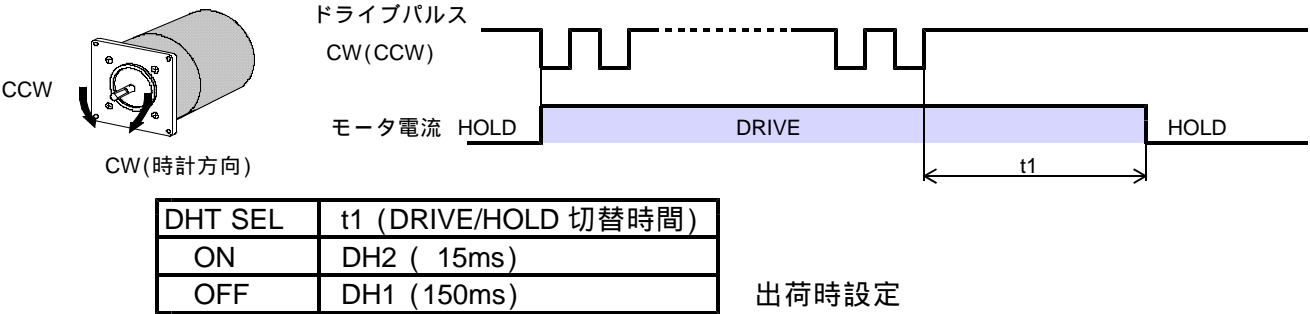 ドライブパルス
CW(CCW)
CCW
モータ電流 HOLD DRIVE HOLD
t1
CW(時計方向)
DHT SEL t1 (DRIVE/HOLD 切替時間)
ON DH2 ( 15ms)
OFF DH1 (150ms) 出荷時設定